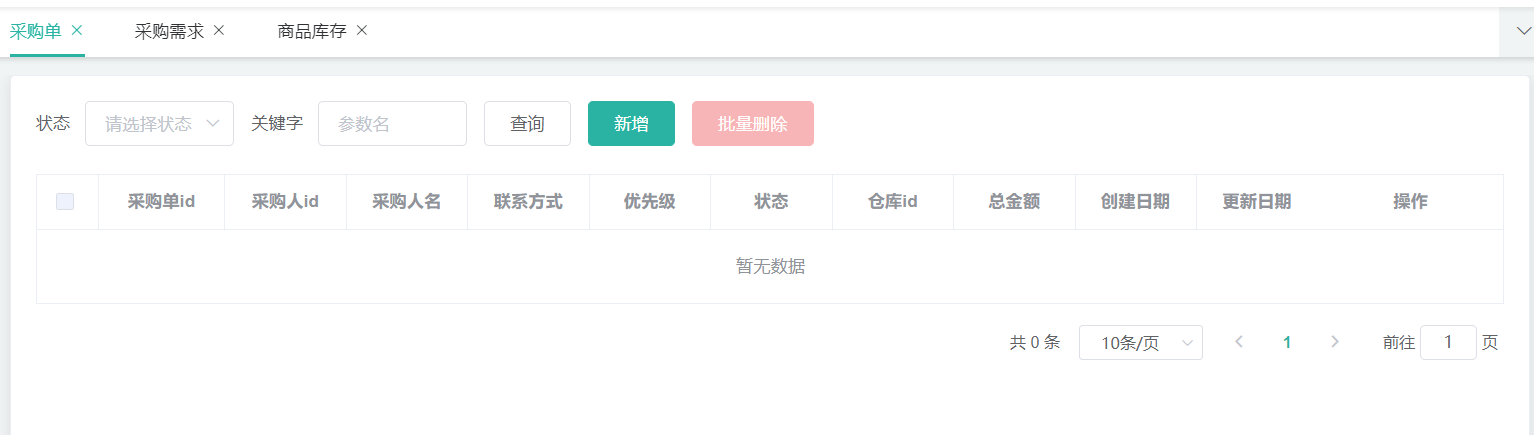 采购单 采购需求 商品库存
状态 请选择状态 关键字 参数名 查询 新增 批量删除
采购单id 采购人id 采购人名 联系方式 优先级 状态 仓库id 总金额 创建日期 更新日期 操作
暂无数据
共 0 条 10条/页 1 前往 1 页